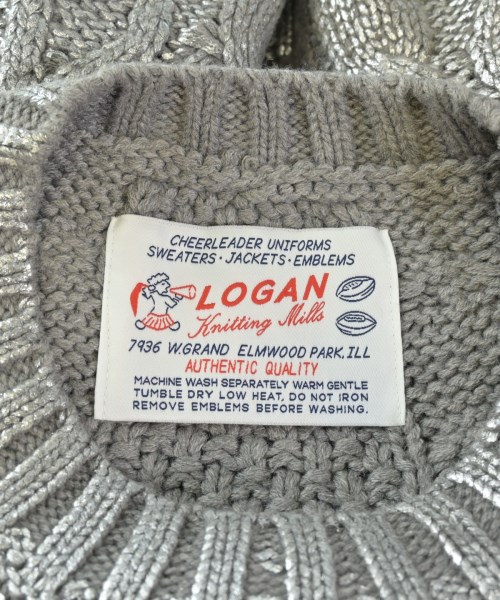 CHEERLEADER UNIFORMS
SWEATERS · JACKETS · EMBLEMS
LOGAN
Knitting Mills
7936 W. GRAND ELMWOOD PARK, ILL
AUTHENTIC QUALITY
MACHINE WASH SEPARATELY WARM GENTLE
TUMBLE DRY LOW HEAT, DO NOT IRON
REMOVE EMBLEMS BEFORE WASHING.